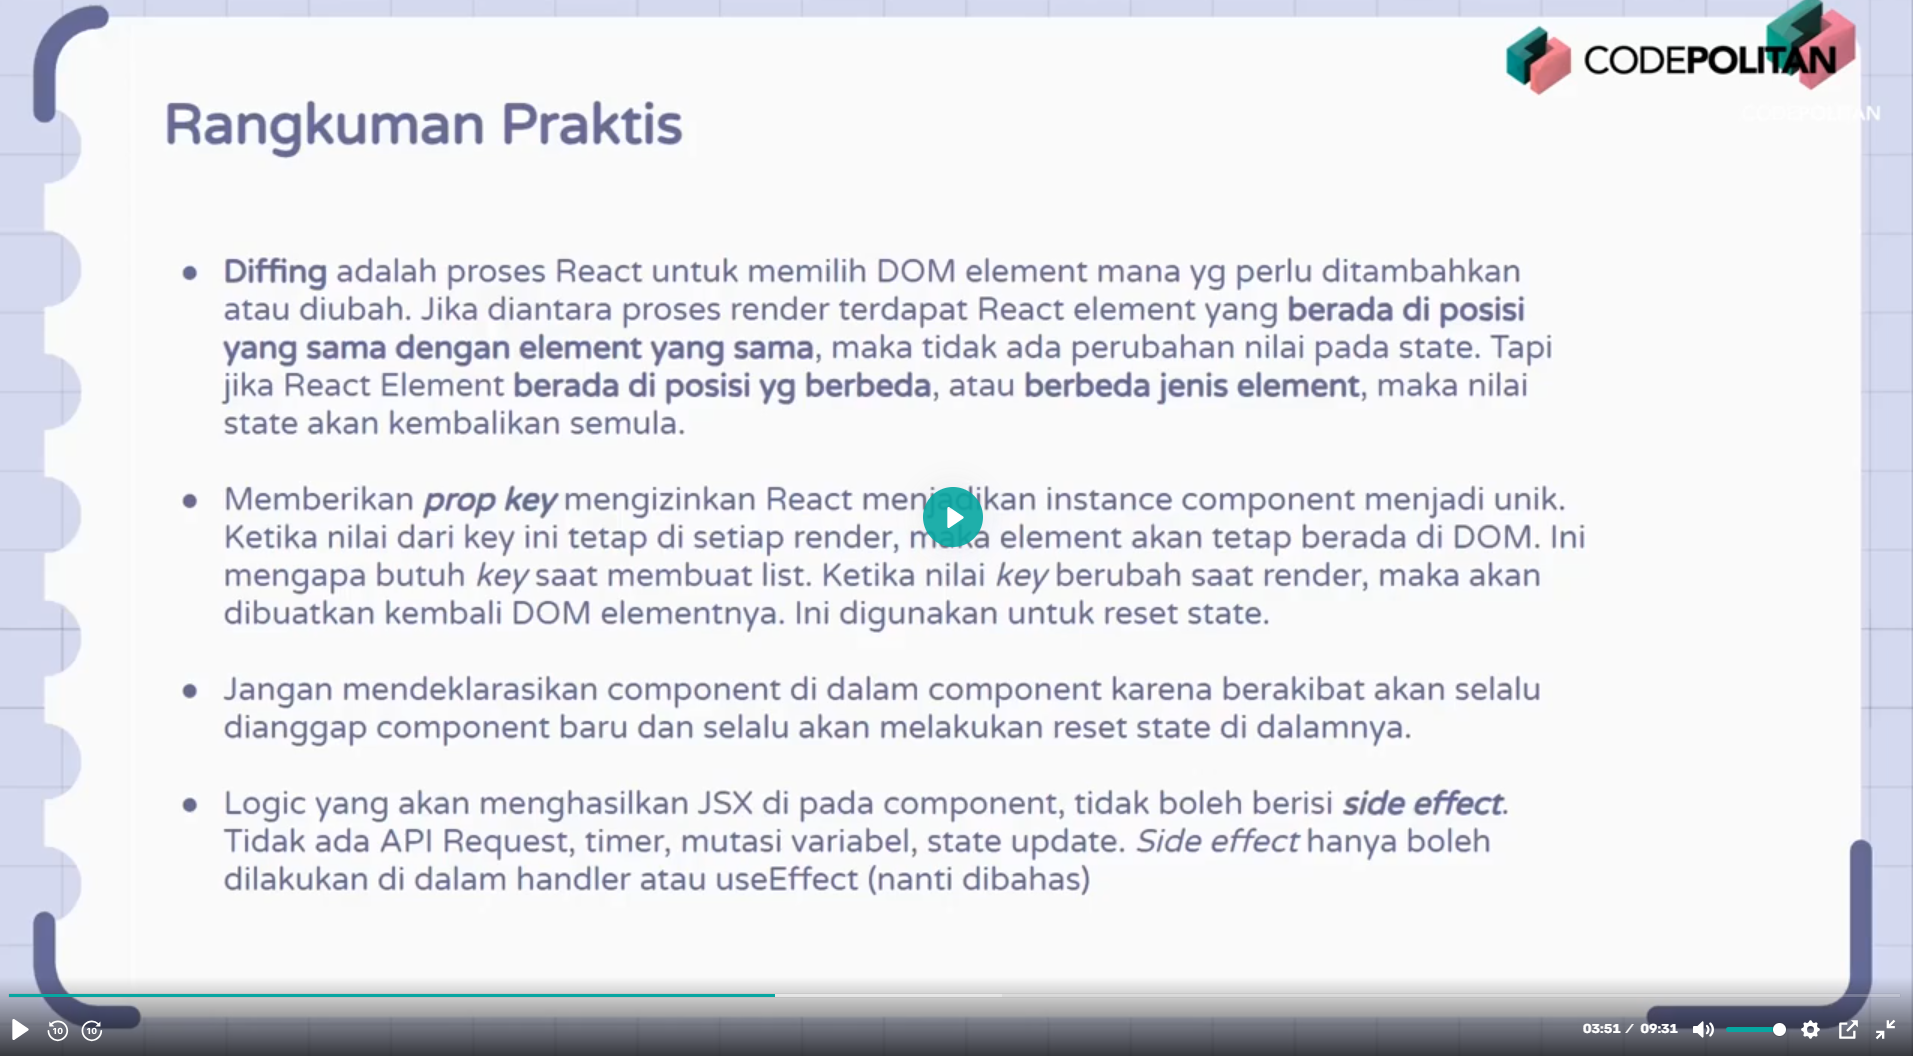 CODEPOLITAN
CODEPOLITAN
Rangkuman Praktis
● Diffing adalah proses React untuk memilih DOM element mana yg perlu ditambahkan
atau diubah. Jika diantara proses render terdapat React element yang berada di posisi
yang sama dengan element yang sama, maka tidak ada perubahan nilai pada state. Tapi
jika React Element berada di posisi yg berbeda, atau berbeda jenis element, maka nilai
state akan kembalikan semula.
● Memberikan prop key mengizinkan React menjadikan instance component menjadi unik.
Ketika nilai dari key ini tetap di setiap render, maka element akan tetap berada di DOM. Ini
mengapa butuh key saat membuat list. Ketika nilai key berubah saat render, maka akan
dibuatkan kembali DOM elementnya. Ini digunakan untuk reset state.
● Jangan mendeklarasikan component di dalam component karena berakibat akan selalu
dianggap component baru dan selalu akan melakukan reset state di dalamnya.
● Logic yang akan menghasilkan JSX di pada component, tidak boleh berisi side effect.
Tidak ada API Request, timer, mutasi variabel, state update. Side effect hanya boleh
dilakukan di dalam handler atau useEffect (nanti dibahas)
10 10 03:51 / 09:31